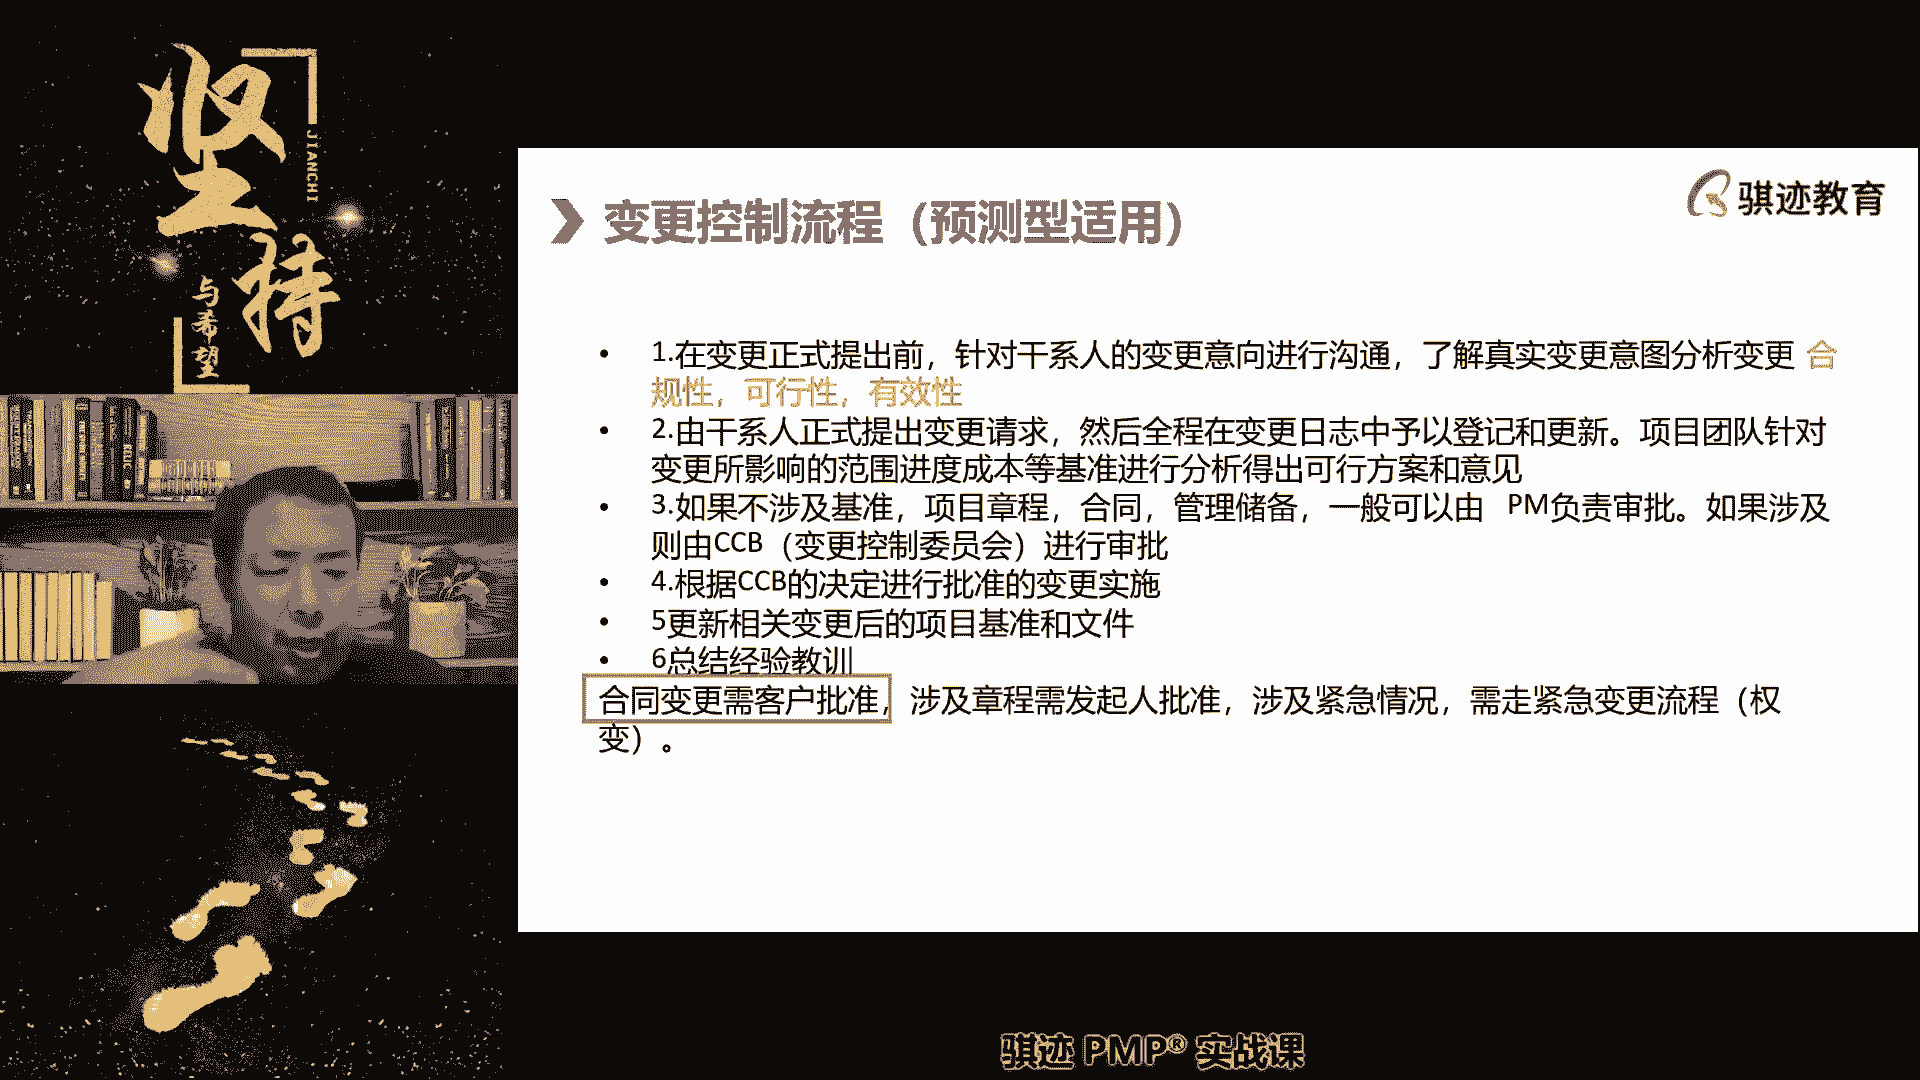 坚持
JIANCHI
与希望
骐迹教育
变更控制流程（预测型适用）
• 1.在变更正式提出前，针对干系人的变更意向进行沟通，了解真实变更意图分析变更 合
规性，可行性，有效性
• 2.由干系人正式提出变更请求，然后全程在变更日志中予以登记和更新。项目团队针对
变更所影响的范围进度成本等基准进行分析得出可行方案和意见
• 3.如果不涉及基准，项目章程，合同，管理储备，一般可以由 PM负责审批。如果涉及
则由CCB（变更控制委员会）进行审批
• 4.根据CCB的决定进行批准的变更实施
• 5更新相关变更后的项目基准和文件
• 6总结经验教训
合同变更需客户批准，涉及章程需发起人批准，涉及紧急情况，需走紧急变更流程（权
变）。
骐迹 PMP® 实战课